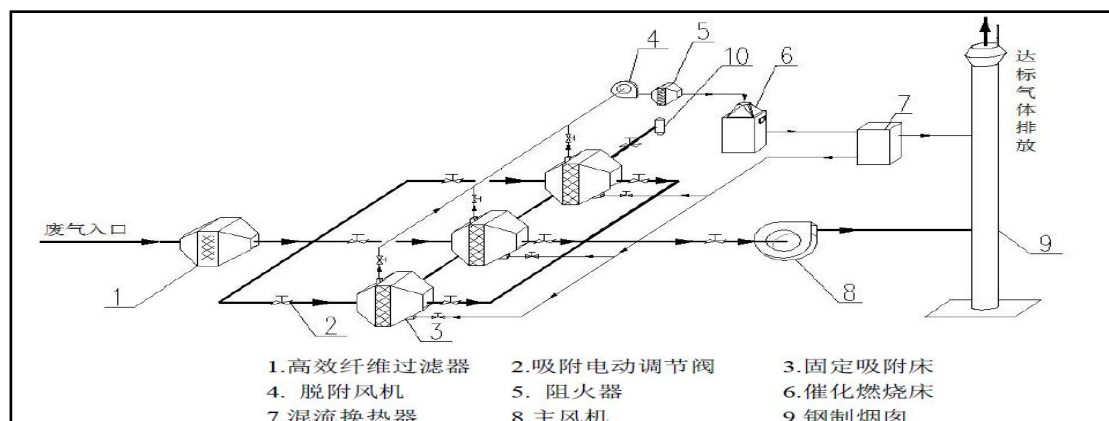 4 5
10 6
达标气体排放
7
废气入口
1 2 3 8 9
1.高效纤维过滤器 2.吸附电动调节阀 3.固定吸附床
4. 脱附风机 5. 阻火器 6.催化燃烧床
7.混流换热器 8.主风机 9.钢制烟囱